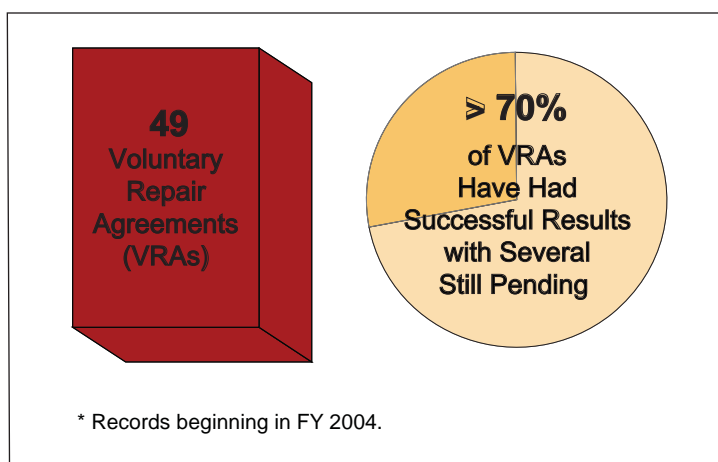 49
Voluntary
Repair
Agreements
(VRAs)
> 70%
of VRAs
Have Had
Successful Results
with Several
Still Pending
* Records beginning in FY 2004.